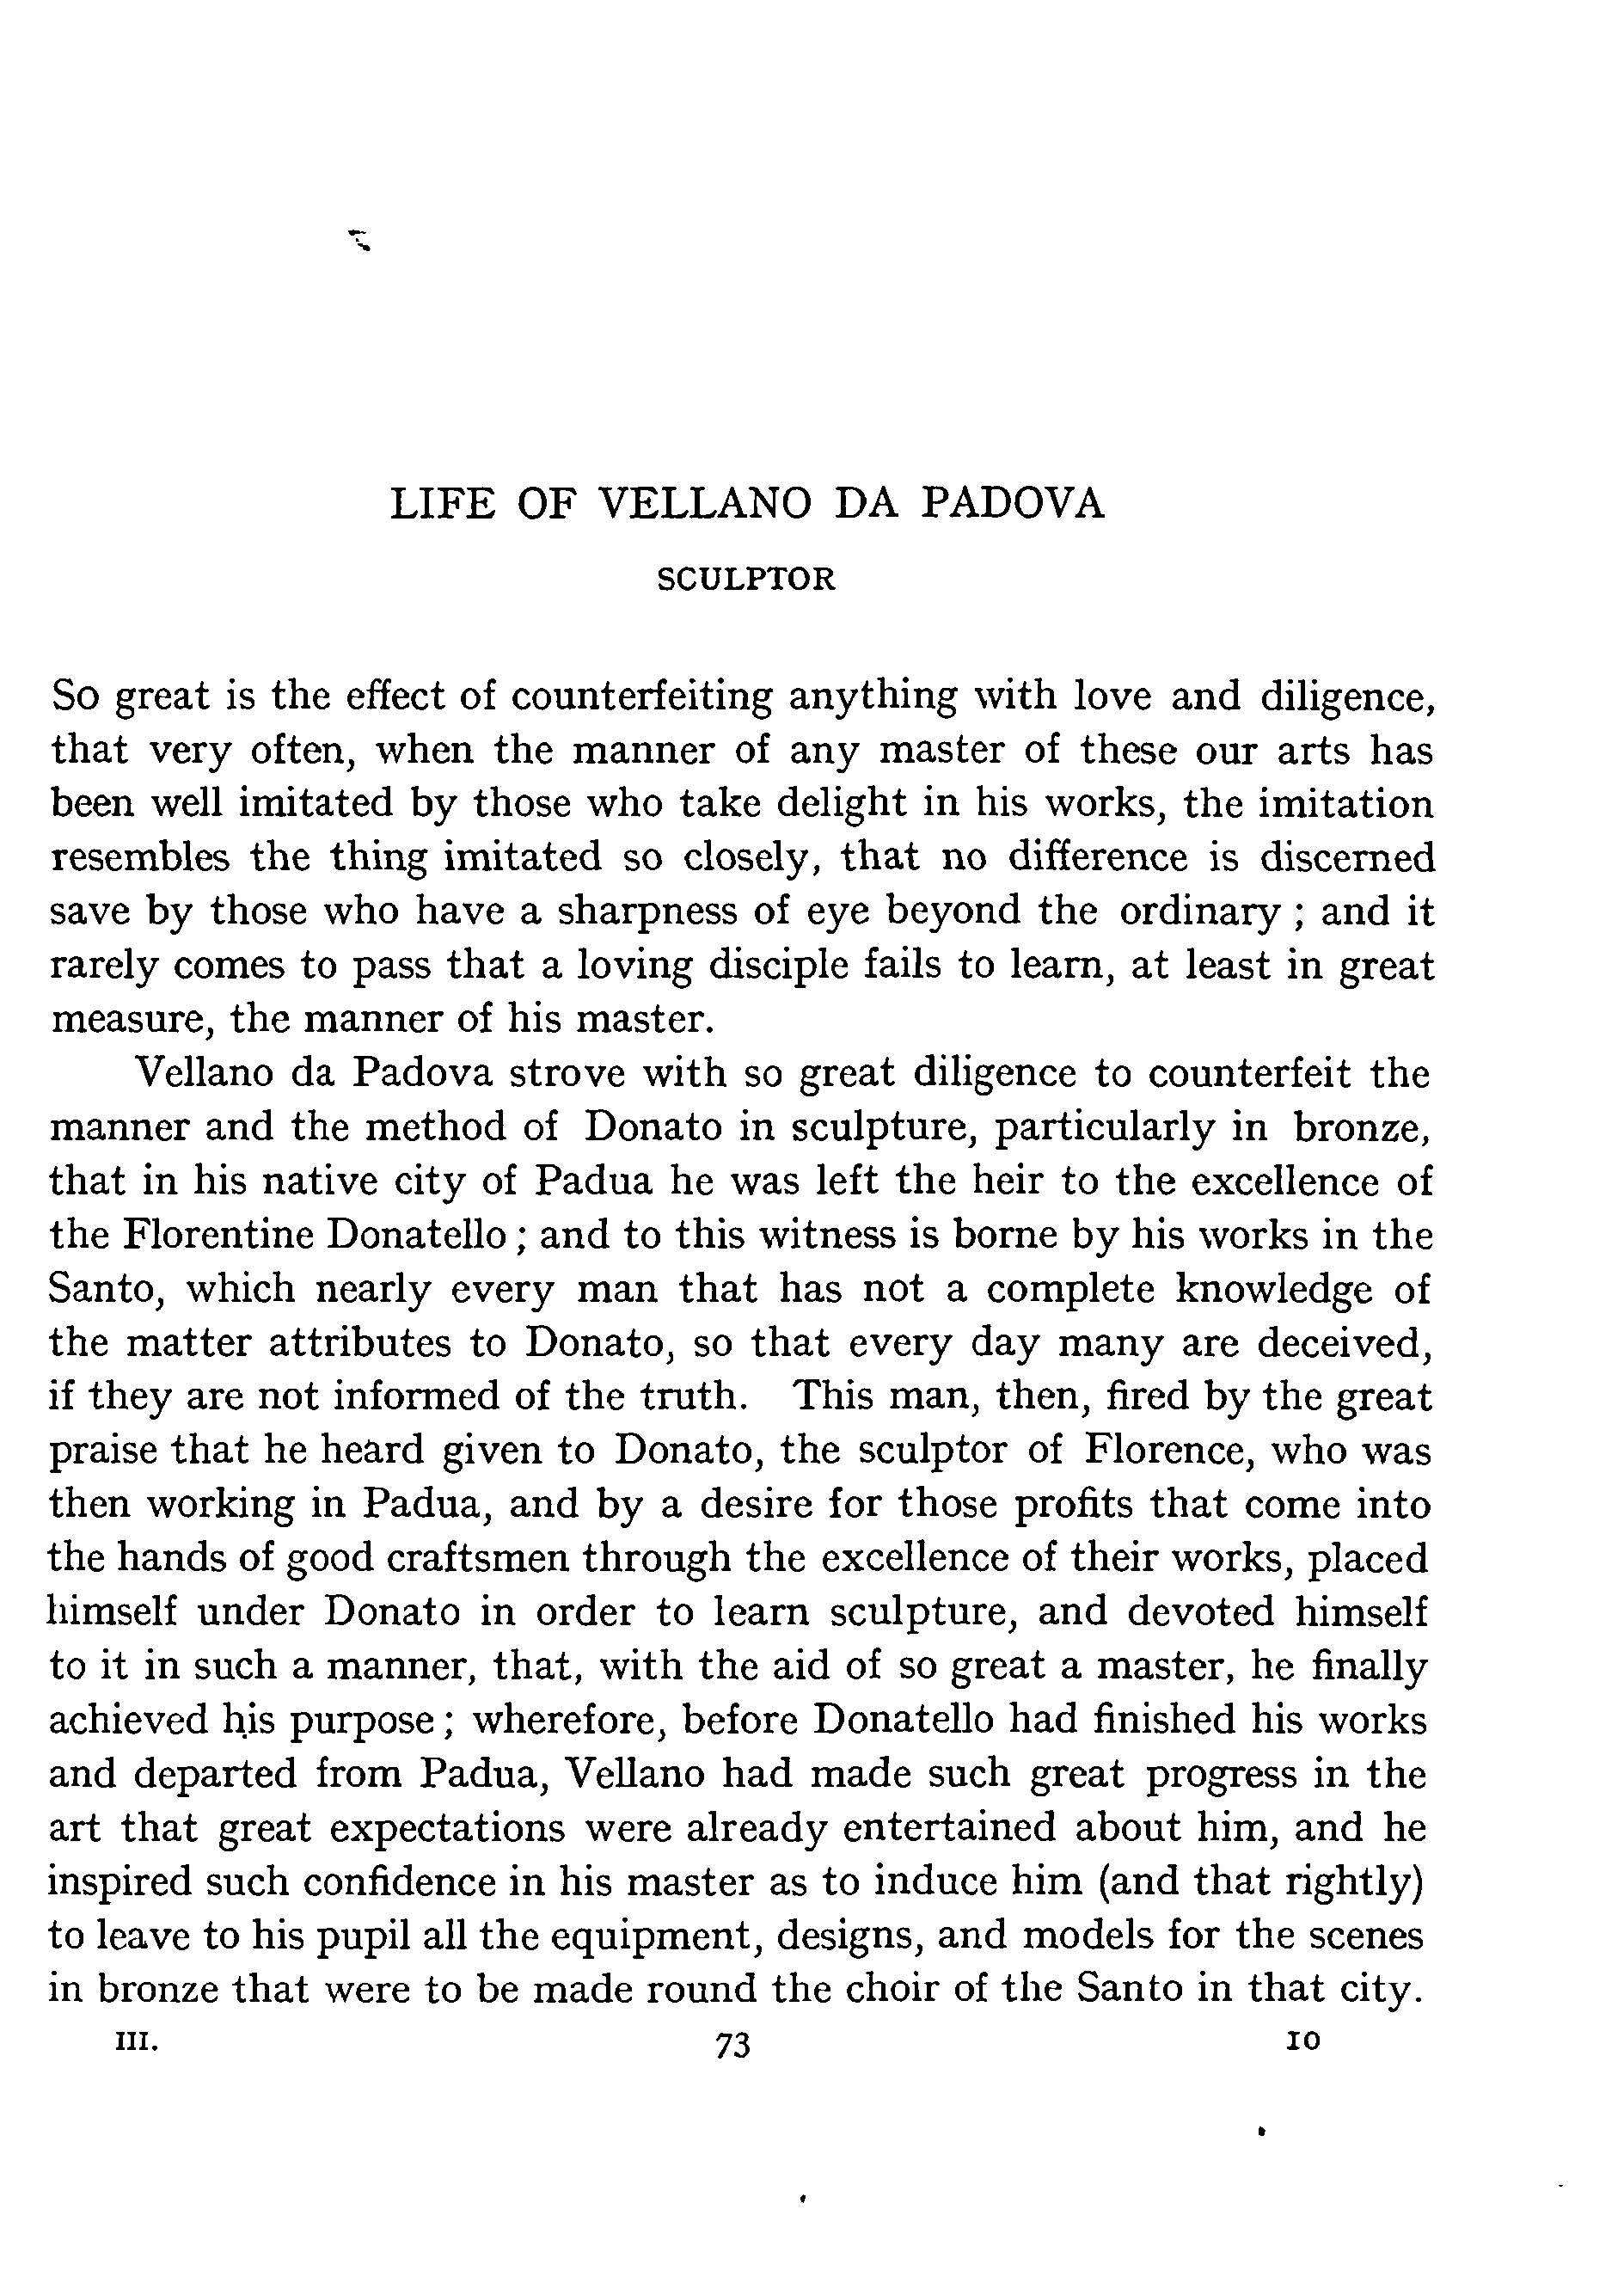 LIFE OF VELLANO DA PADOVA
SCULPTOR
So great is the effect of counterfeiting anything with love and diligence,
that very often, when the manner of any master of these our arts has
been well imitated by those who take delight in his works, the imitation
resembles the thing imitated so closely, that no difference is discerned
save by those who have a sharpness of eye beyond the ordinary ; and it
rarely comes to pass that a loving disciple fails to learn, at least in great
measure, the manner of his master.
Vellano da Padova strove with so great diligence to counterfeit the
manner and the method of Donato in sculpture, particularly in bronze,
that in his native city of Padua he was left the heir to the excellence of
the Florentine Donatello ; and to this witness is borne by his works in the
Santo, which nearly every man that has not a complete knowledge of
the matter attributes to Donato, so that every day many are deceived,
if they are not informed of the truth. This man, then, fired by the great
praise that he heard given to Donato, the sculptor of Florence, who was
then working in Padua, and by a desire for those profits that come into
the hands of good craftsmen through the excellence of their works, placed
himself under Donato in order to learn sculpture, and devoted himself
to it in such a manner, that, with the aid of so great a master, he finally
achieved his purpose ; wherefore, before Donatello had finished his works
and departed from Padua, Vellano had made such great progress in the
art that great expectations were already entertained about him, and he
inspired such confidence in his master as to induce him (and that rightly)
to leave to his pupil all the equipment, designs, and models for the scenes
in bronze that were to be made round the choir of the Santo in that city.
III. 73 10